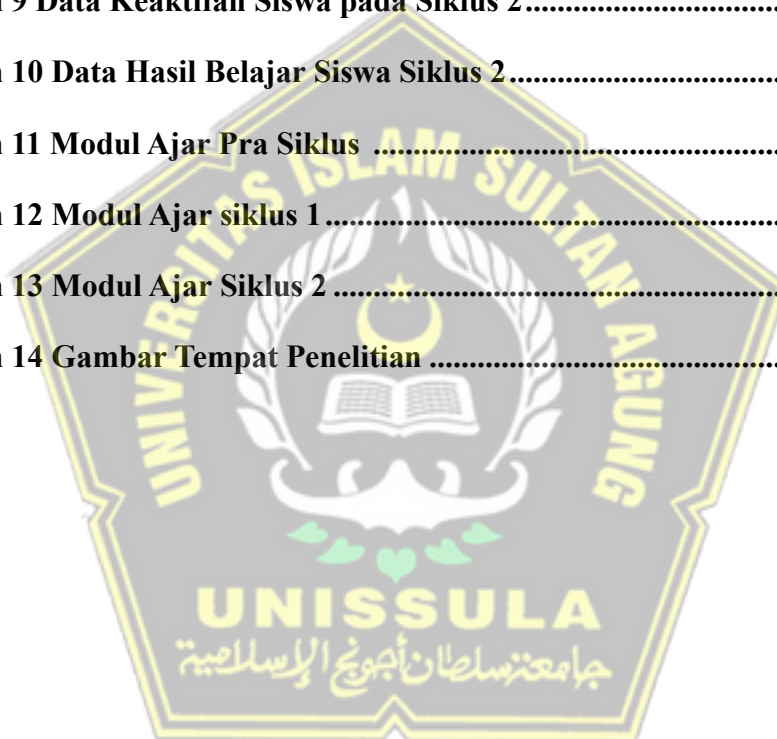 9 Data Keaktifan Siswa pada Siklus 2
10 Data Hasil Belajar Siswa Siklus 2
11 Modul Ajar Pra Siklus
12 Modul Ajar siklus 1
13 Modul Ajar Siklus 2
14 Gambar Tempat Penelitian
UNIVERSITAS ISLAM SULTAN AGUNG
UNISSULA
جامعة سلطان أجونج الإسلامية